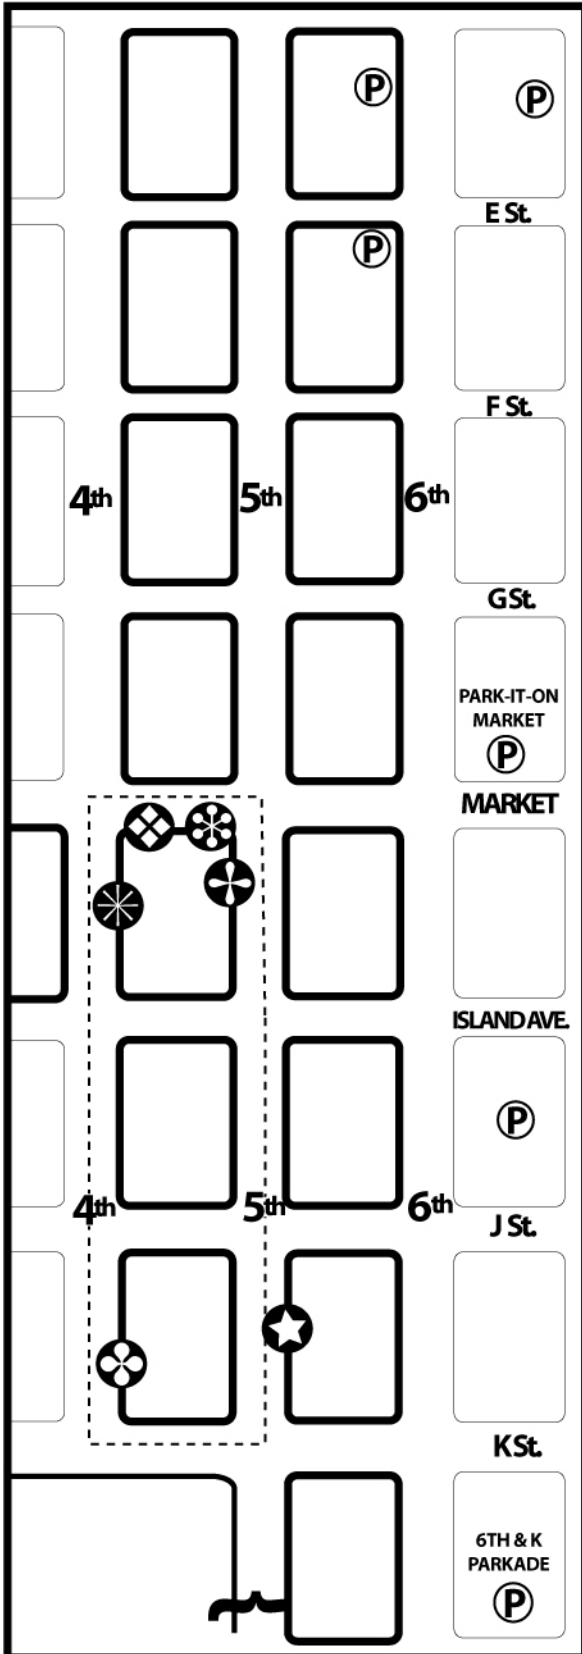 P
P
E St.
P
F St.
4th 5th 6th
G St.
PARK-IT-ON
MARKET
P
MARKET
ISLAND AVE.
P
4th 5th 6th
J St.
K St.
6TH & K
PARKADE
P